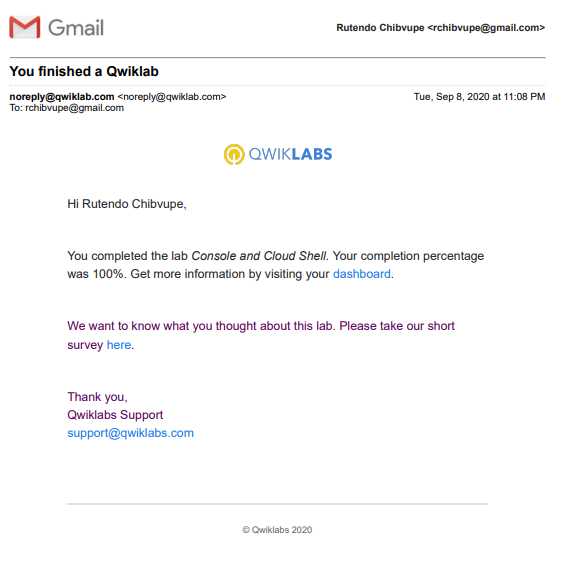 Gmail
Rutendo Chibvupe <rchibvupe@gmail.com>
You finished a Qwiklab
noreply@qwiklab.com <noreply@qwiklab.com>
Tue, Sep 8, 2020 at 11:08 PM
To: rchibvupe@gmail.com
QWIKLABS
Hi Rutendo Chibvupe,
You completed the lab Console and Cloud Shell. Your completion percentage
was 100%. Get more information by visiting your dashboard.
We want to know what you thought about this lab. Please take our short
survey here.
Thank you,
Qwiklabs Support
support@qwiklabs.com
© Qwiklabs 2020